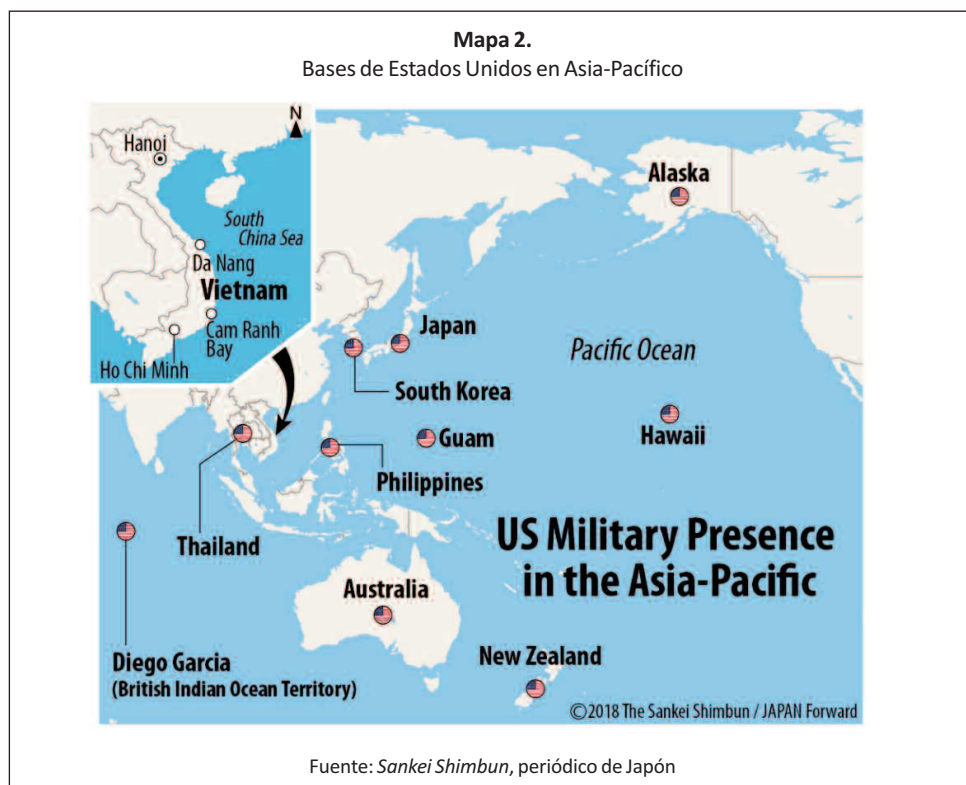 Mapa 2.
Bases de Estados Unidos en Asia-Pacífico
N
Hanoi
South
China Sea
Da Nang
Vietnam
Cam Ranh
Bay
Ho Chi Minh
Alaska
Japan
Pacific Ocean
South Korea
Hawaii
Guam
Philippines
Thailand
US Military Presence
in the Asia-Pacific
Australia
Diego Garcia
(British Indian Ocean Territory)
New Zealand
©2018 The Sankei Shimbun / JAPAN Forward
Fuente: Sankei Shimbun, periódico de Japón